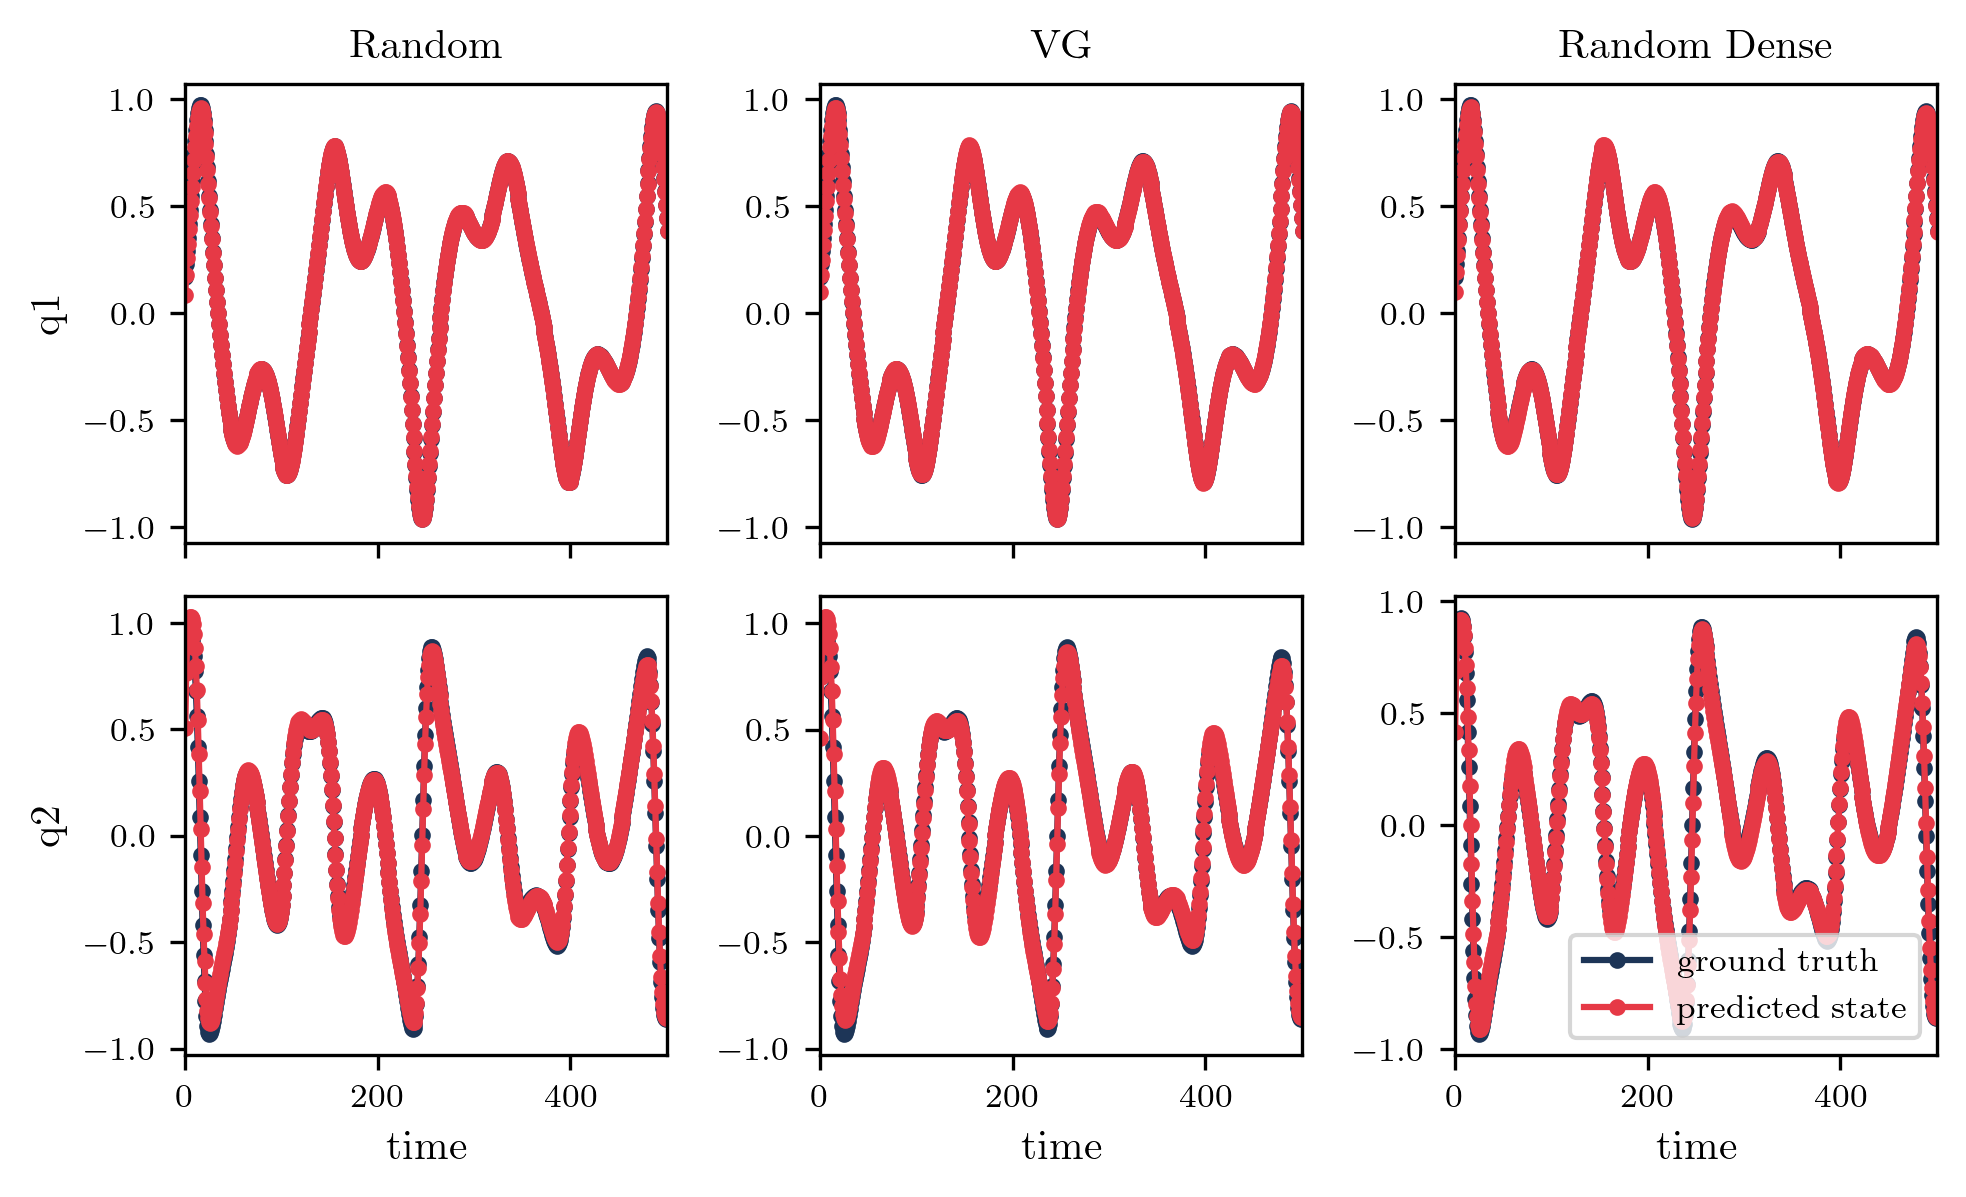 Random VG Random Dense
1.0 1.0 1.0
0.5 0.5 0.5
0.0 0.0 0.0
−0.5 −0.5 −0.5
−1.0 −1.0 −1.0
q1
1.0 1.0 1.0
0.5 0.5 0.5
0.0 0.0 0.0
−0.5 −0.5 −0.5
−1.0 −1.0 −1.0
q2
ground truth
predicted state
0 200 400 0 200 400 0 200 400
time time time